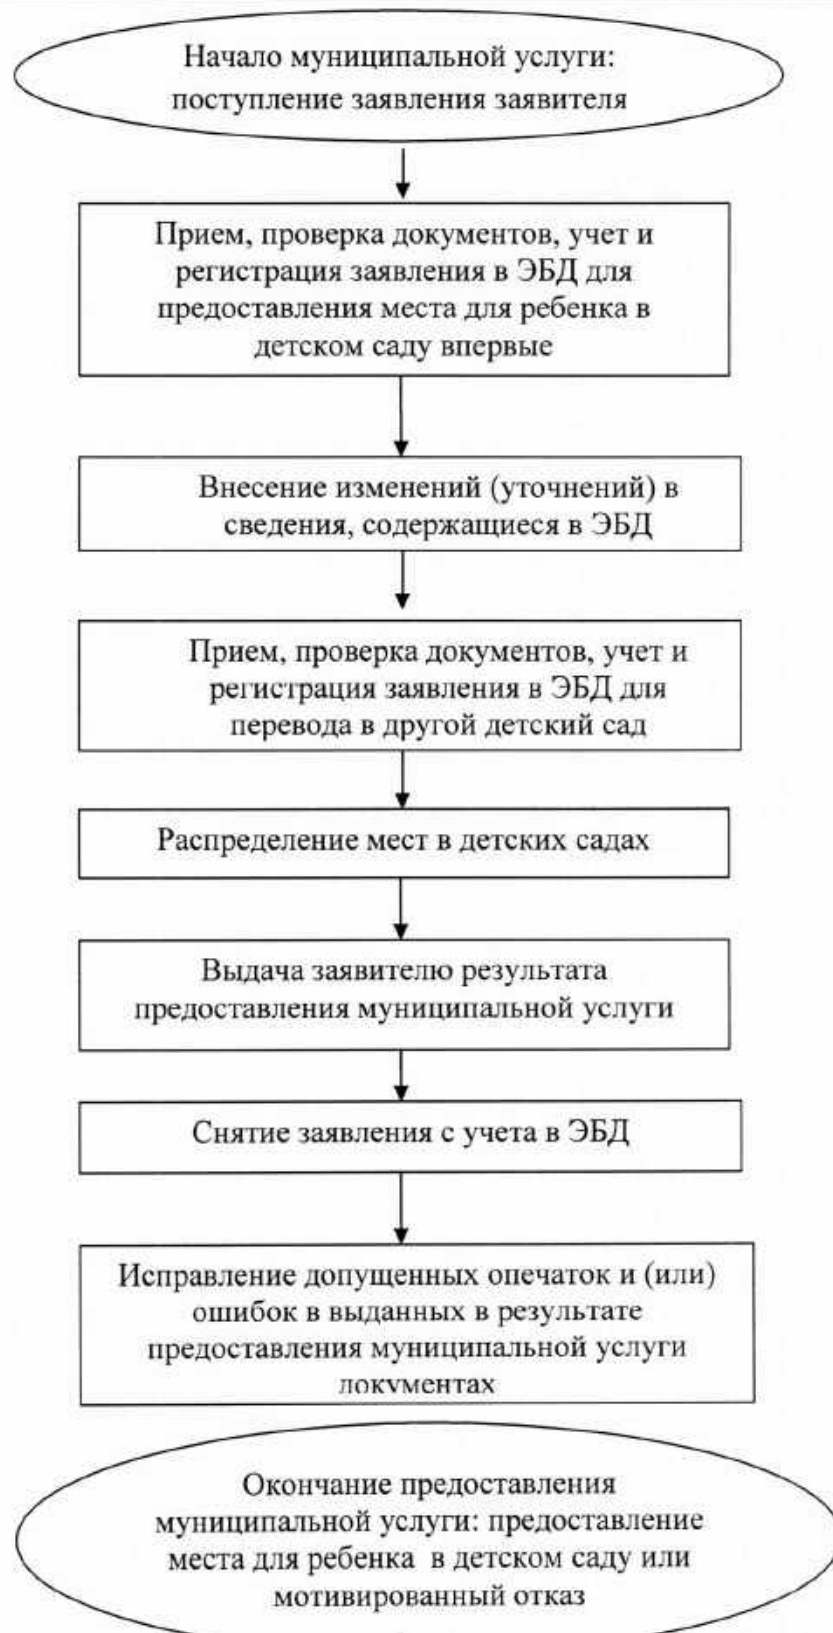 Начало муниципальной услуги:
поступление заявления заявителя
Прием, проверка документов, учет и
регистрация заявления в ЭБД для
предоставления места для ребенка в
детском саду впервые
Внесение изменений (уточнений) в
сведения, содержащиеся в ЭБД
Прием, проверка документов, учет и
регистрация заявления в ЭБД для
перевода в другой детский сад
Распределение мест в детских садах
Выдача заявителю результата
предоставления муниципальной услуги
Снятие заявления с учета в ЭБД
Исправление допущенных опечаток и (или)
ошибок в выданных в результате
предоставления муниципальной услуги
документах
Окончание предоставления
муниципальной услуги: предоставление
места для ребенка в детском саду или
мотивированный отказ